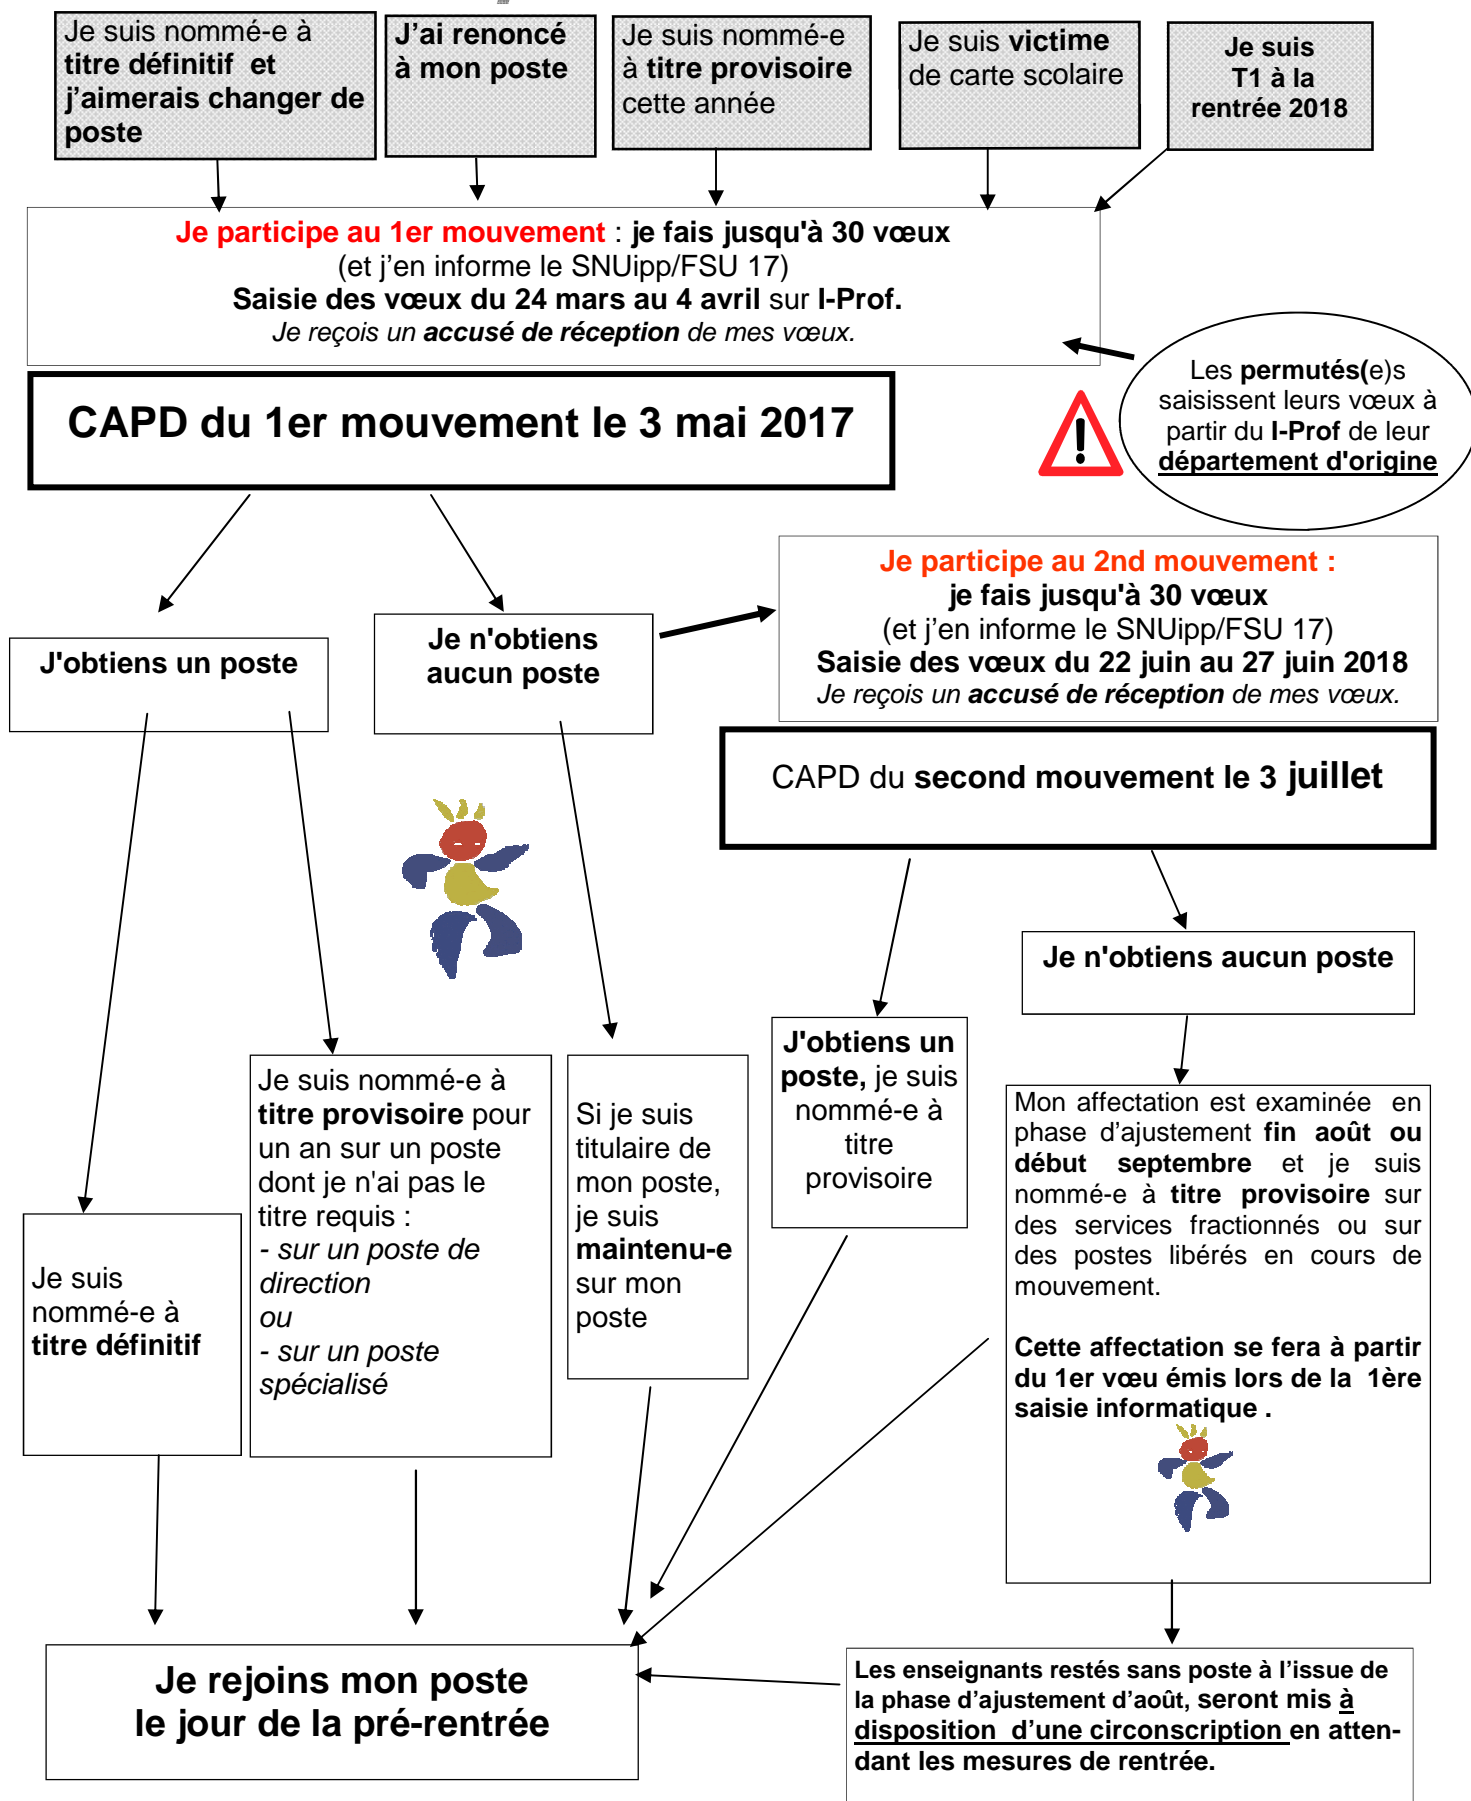 Je suis nommé-e à
titre définitif et
j’aimerais changer de
poste
J’ai renoncé
à mon poste
Je suis nommé-e
à titre provisoire
cette année
Je suis victime
de carte scolaire
Je suis
T1 à la
rentrée 2018
Je participe au 1er mouvement : je fais jusqu'à 30 vœux
(et j’en informe le SNUipp/FSU 17)
Saisie des vœux du 24 mars au 4 avril sur I-Prof.
Je reçois un accusé de réception de mes vœux.
Les permutés(e)s
saisissent leurs vœux à
partir du I-Prof de leur
département d'origine
CAPD du 1er mouvement le 3 mai 2017
!
Je participe au 2nd mouvement :
je fais jusqu'à 30 vœux
(et j’en informe le SNUipp/FSU 17)
Saisie des vœux du 22 juin au 27 juin 2018
Je reçois un accusé de réception de mes vœux.
J'obtiens un poste
Je n'obtiens
aucun poste
CAPD du second mouvement le 3 juillet
Je n'obtiens aucun poste
J'obtiens un
poste, je suis
nommé-e à
titre
provisoire
Je suis nommé-e à
titre provisoire pour
un an sur un poste
dont je n'ai pas le
titre requis :
- sur un poste de
direction
ou
- sur un poste
spécialisé
Si je suis
titulaire de
mon poste,
je suis
maintenu-e
sur mon
poste
Mon affectation est examinée en
phase d’ajustement fin août ou
début septembre et je suis
nommé-e à titre provisoire sur
des services fractionnés ou sur
des postes libérés en cours de
mouvement.
Cette affectation se fera à partir
du 1er vœu émis lors de la 1ère
saisie informatique .
Je suis
nommé-e à
titre définitif
Je rejoins mon poste
le jour de la pré-rentrée
Les enseignants restés sans poste à l’issue de
la phase d’ajustement d’août, seront mis à
disposition d’une circonscription en atten-
dant les mesures de rentrée.